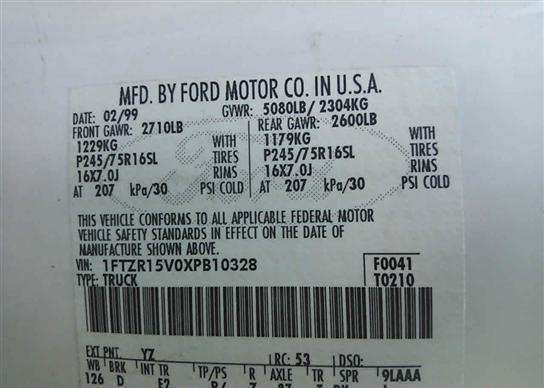 MFD. BY FORD MOTOR CO. IN U.S.A.
DATE: 02/99 GVWR: 5080LB/ 2304KG
FRONT GAWR: 2710LB REAR GAWR: 2600LB
1229KG WITH 1179KG WITH
P245/75R16SL TIRES P245/75R16SL TIRES
16X7.0J RIMS 16X7.0J RIMS
AT 207 kPa/30 PSI COLD AT 207 kPa/30 PSI COLD
THIS VEHICLE CONFORMS TO ALL APPLICABLE FEDERAL MOTOR
VEHICLE SAFETY STANDARDS IN EFFECT ON THE DATE OF
MANUFACTURE SHOWN ABOVE.
VIN: 1FTZR15V0XPB10328 F0041
TYPE: TRUCK T0210
EXT PNT: YZ RC: 53 DSO:
WB BRK INT TR TP/PS R AXLE TR SPR 9LAAA
126 D